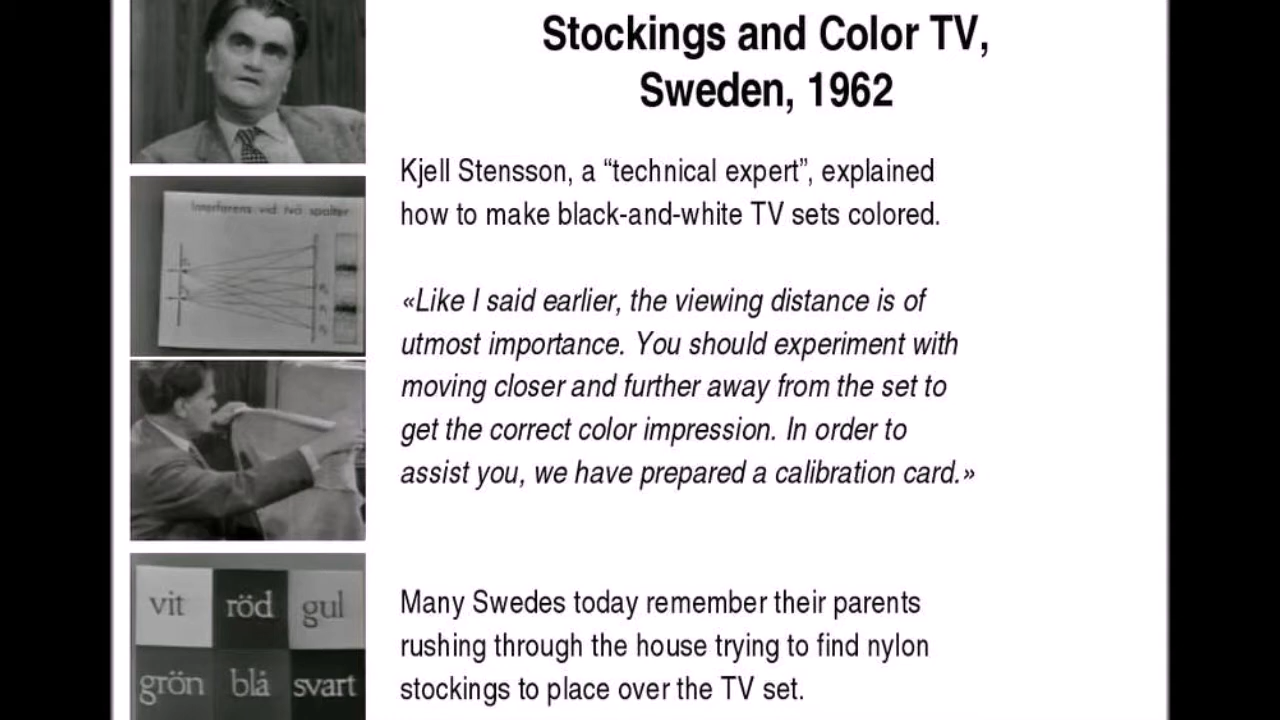 Stockings and Color TV,
Sweden, 1962
Kjell Stensson, a “technical expert”, explained
how to make black-and-white TV sets colored.
«Like I said earlier, the viewing distance is of
utmost importance. You should experiment with
moving closer and further away from the set to
get the correct color impression. In order to
assist you, we have prepared a calibration card.»
Many Swedes today remember their parents
rushing through the house trying to find nylon
stockings to place over the TV set.
Interferens vid två spalter
vit röd gul
grön blå svart